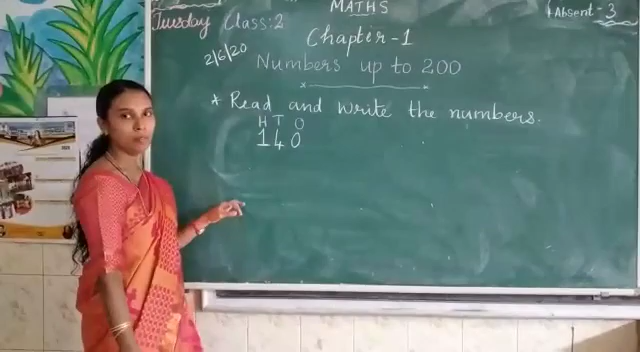 MATHS
Tuesday Class:2
Absent - 3
2/6/20
Chapter-1
Numbers up to 200
* Read and write the numbers.
H T O
1 4 0